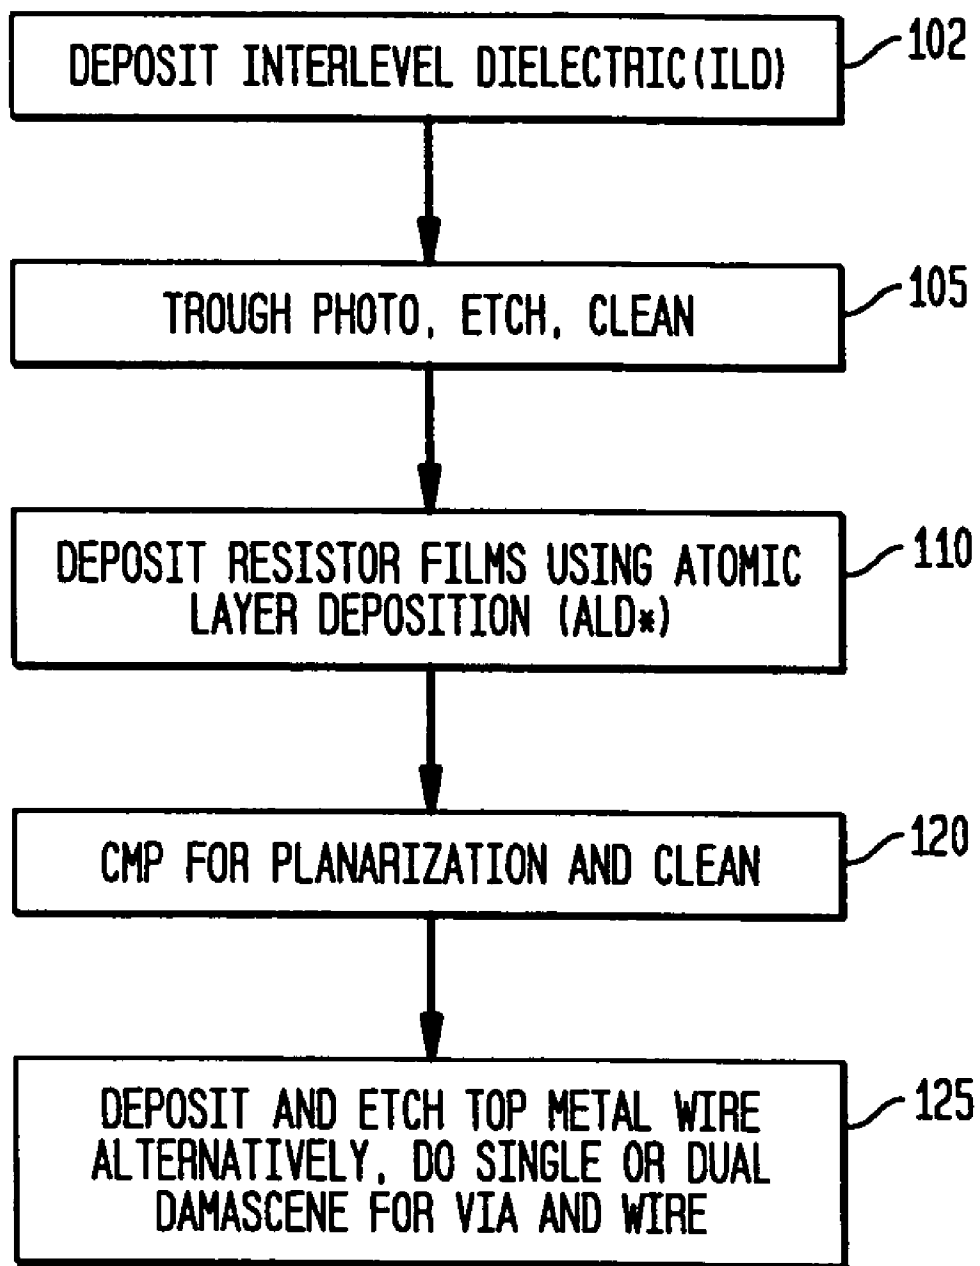 DEPOSIT INTERLEVEL DIELECTRIC(ILD)
102
TROUGH PHOTO, ETCH, CLEAN
105
DEPOSIT RESISTOR FILMS USING ATOMIC
LAYER DEPOSITION (ALD*)
110
CMP FOR PLANARIZATION AND CLEAN
120
DEPOSIT AND ETCH TOP METAL WIRE
ALTERNATIVELY, DO SINGLE OR DUAL
DAMASCENE FOR VIA AND WIRE
125